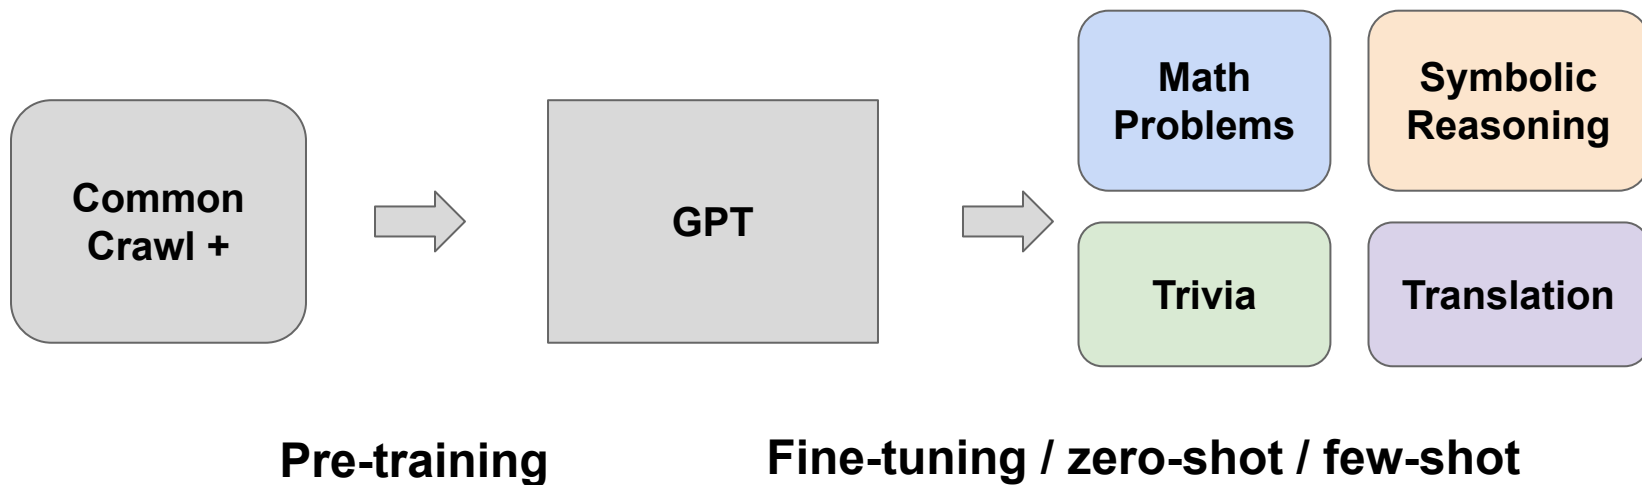 Common
Crawl +
GPT
Math
Problems
Symbolic
Reasoning
Trivia
Translation
Pre-training
Fine-tuning / zero-shot / few-shot